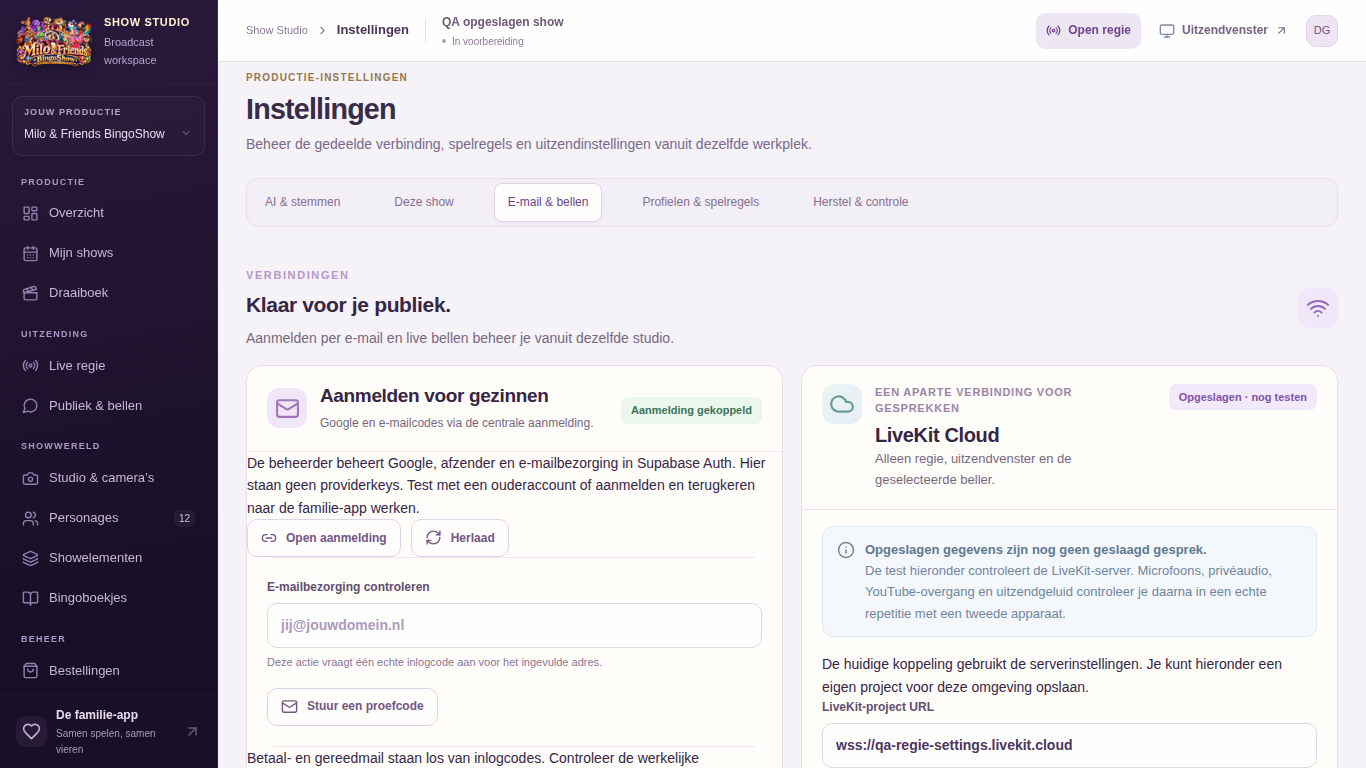 Milo & Friends
BingoShow
SHOW STUDIO
Broadcast
workspace
JOUW PRODUCTIE
Milo & Friends BingoShow
PRODUCTIE
Overzicht
Mijn shows
Draaiboek
UITZENDING
Live regie
Publiek & bellen
SHOWWERELD
Studio & camera's
Personages
12
Showelementen
Bingoboekjes
BEHEER
Bestellingen
De familie-app
Samen spelen, samen
vieren
Show Studio
Instellingen
QA opgeslagen show
In voorbereiding
Open regie
Uitzendvenster
DG
PRODUCTIE-INSTELLINGEN
Instellingen
Beheer de gedeelde verbinding, spelregels en uitzendinstellingen vanuit dezelfde werkplek.
AI & stemmen
Deze show
E-mail & bellen
Profielen & spelregels
Herstel & controle
VERBINDINGEN
Klaar voor je publiek.
Aanmelden per e-mail en live bellen beheer je vanuit dezelfde studio.
Aanmelden voor gezinnen
Google en e-mailcodes via de centrale aanmelding.
Aanmelding gekoppeld
De beheerder beheert Google, afzender en e-mailbezorging in Supabase Auth. Hier
staan geen providerkeys. Test met een ouderaccount of aanmelden en terugkeren
naar de familie-app werken.
Open aanmelding
Herlaad
E-mailbezorging controleren
jij@jouwdomein.nl
Deze actie vraagt één echte inlogcode aan voor het ingevulde adres.
Stuur een proefcode
Betaal- en gereedmail staan los van inlogcodes. Controleer de werkelijke
EEN APARTE VERBINDING VOOR
GESPREKKEN
LiveKit Cloud
Alleen regie, uitzendvenster en de
geselecteerde beller.
Opgeslagen · nog testen
Opgeslagen gegevens zijn nog geen geslaagd gesprek.
De test hieronder controleert de LiveKit-server. Microfoons, privéaudio,
YouTube-overgang en uitzendgeluid controleer je daarna in een echte
repetitie met een tweede apparaat.
De huidige koppeling gebruikt de serverinstellingen. Je kunt hieronder een
eigen project voor deze omgeving opslaan.
LiveKit-project URL
wss://qa-regie-settings.livekit.cloud